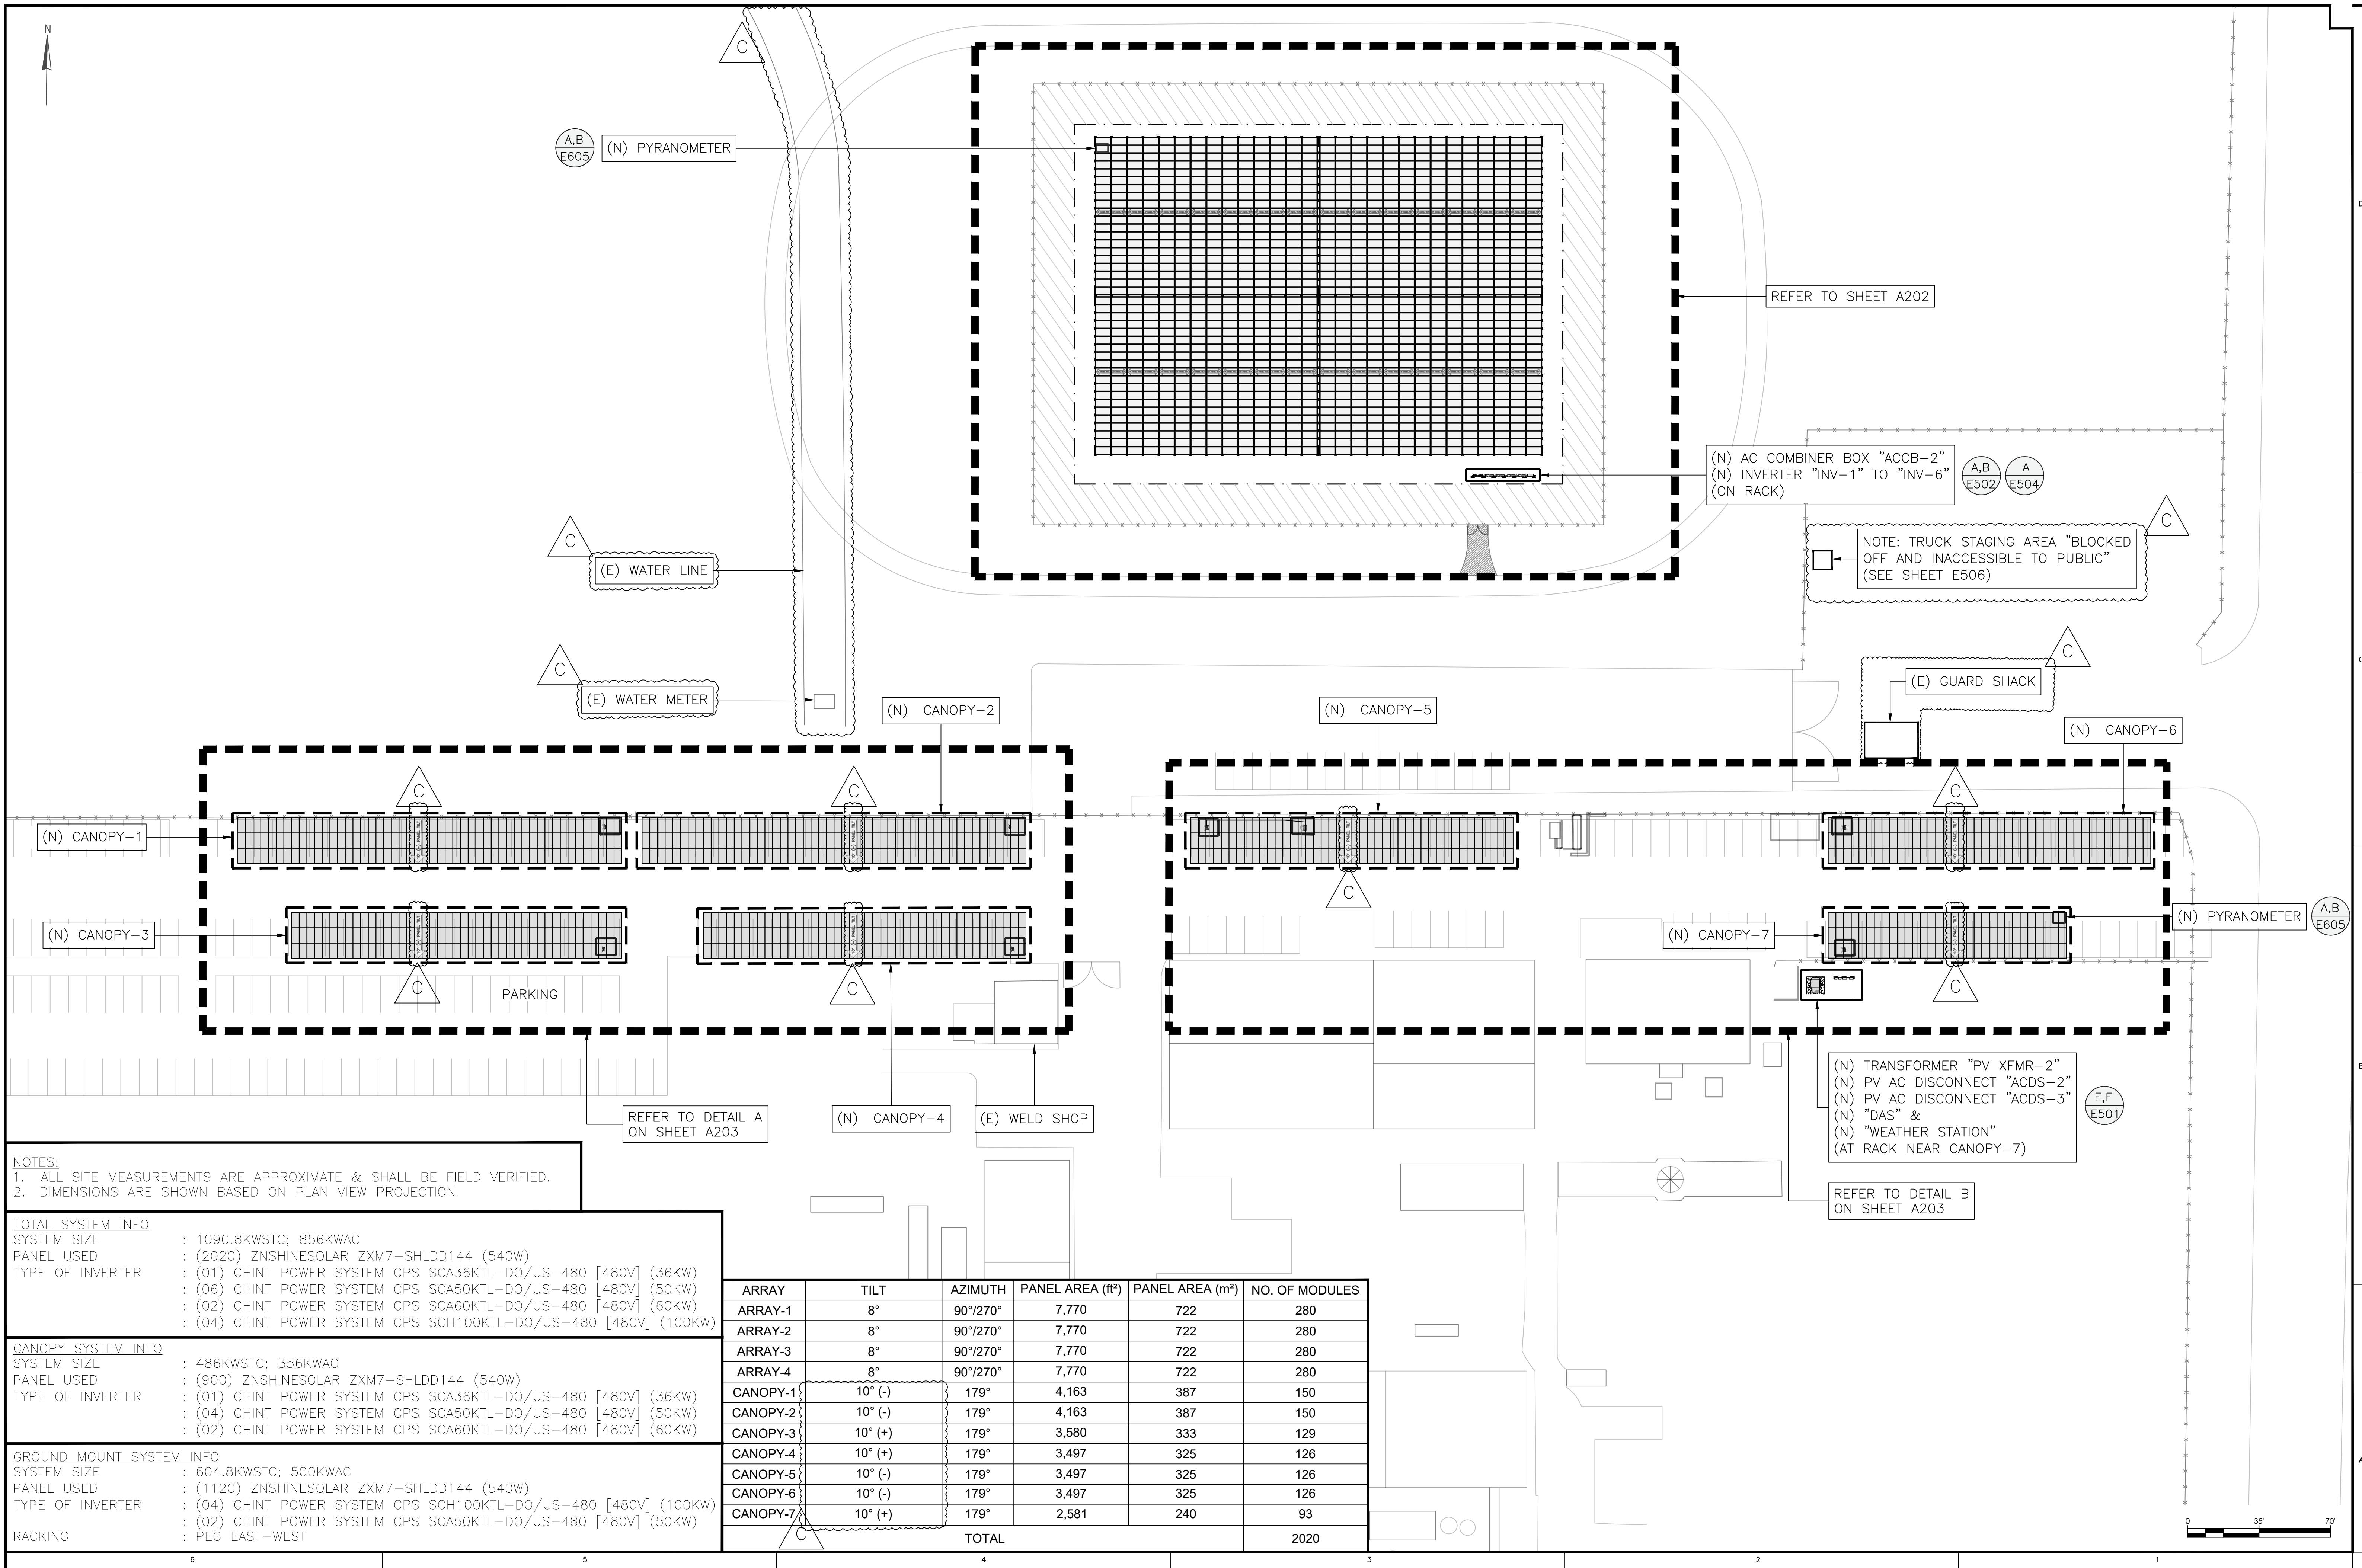 N
C
A,B
E605
(N) PYRANOMETER
REFER TO SHEET A202
(N) AC COMBINER BOX "ACCB-2"
(N) INVERTER "INV-1" TO "INV-6"
(ON RACK)
A,B
E502
A
E504
C
NOTE: TRUCK STAGING AREA "BLOCKED
OFF AND INACCESSIBLE TO PUBLIC"
(SEE SHEET E506)
C
(E) WATER LINE
C
(E) WATER METER
C
(E) GUARD SHACK
(N) CANOPY-2
(N) CANOPY-5
(N) CANOPY-6
C
C
C
(N) CANOPY-1
C
(N) CANOPY-3
(N) CANOPY-7
(N) PYRANOMETER
A,B
E605
C
C
C
PARKING
REFER TO DETAIL A
ON SHEET A203
(N) CANOPY-4
(E) WELD SHOP
(N) TRANSFORMER "PV XFMR-2"
(N) PV AC DISCONNECT "ACDS-2"
(N) PV AC DISCONNECT "ACDS-3"
(N) "DAS" &
(N) "WEATHER STATION"
(AT RACK NEAR CANOPY-7)
E,F
E501
REFER TO DETAIL B
ON SHEET A203
NOTES:
1. ALL SITE MEASUREMENTS ARE APPROXIMATE & SHALL BE FIELD VERIFIED.
2. DIMENSIONS ARE SHOWN BASED ON PLAN VIEW PROJECTION.
TOTAL SYSTEM INFO
SYSTEM SIZE : 1090.8KWSTC; 856KWAC
PANEL USED : (2020) ZNSHINESOLAR ZXM7-SHLDD144 (540W)
TYPE OF INVERTER : (01) CHINT POWER SYSTEM CPS SCA36KTL-DO/US-480 [480V] (36KW)
: (06) CHINT POWER SYSTEM CPS SCA50KTL-DO/US-480 [480V] (50KW)
: (02) CHINT POWER SYSTEM CPS SCA60KTL-DO/US-480 [480V] (60KW)
: (04) CHINT POWER SYSTEM CPS SCH100KTL-DO/US-480 [480V] (100KW)
CANOPY SYSTEM INFO
SYSTEM SIZE : 486KWSTC; 356KWAC
PANEL USED : (900) ZNSHINESOLAR ZXM7-SHLDD144 (540W)
TYPE OF INVERTER : (01) CHINT POWER SYSTEM CPS SCA36KTL-DO/US-480 [480V] (36KW)
: (04) CHINT POWER SYSTEM CPS SCA50KTL-DO/US-480 [480V] (50KW)
: (02) CHINT POWER SYSTEM CPS SCA60KTL-DO/US-480 [480V] (60KW)
GROUND MOUNT SYSTEM INFO
SYSTEM SIZE : 604.8KWSTC; 500KWAC
PANEL USED : (1120) ZNSHINESOLAR ZXM7-SHLDD144 (540W)
TYPE OF INVERTER : (04) CHINT POWER SYSTEM CPS SCH100KTL-DO/US-480 [480V] (100KW)
: (02) CHINT POWER SYSTEM CPS SCA50KTL-DO/US-480 [480V] (50KW)
RACKING : PEG EAST-WEST
ARRAY TILT AZIMUTH PANEL AREA (ft²) PANEL AREA (m²) NO. OF MODULES
ARRAY-1 8° 90°/270° 7,770 722 280
ARRAY-2 8° 90°/270° 7,770 722 280
ARRAY-3 8° 90°/270° 7,770 722 280
ARRAY-4 8° 90°/270° 7,770 722 280
CANOPY-1 10° (-) 179° 4,163 387 150
CANOPY-2 10° (-) 179° 4,163 387 150
CANOPY-3 10° (+) 179° 3,580 333 129
CANOPY-4 10° (+) 179° 3,497 325 126
CANOPY-5 10° (-) 179° 3,497 325 126
CANOPY-6 10° (-) 179° 3,497 325 126
CANOPY-7 10° (+) 179° 2,581 240 93
C
TOTAL 2020
0 35' 70'
6 5 4 3 2 1
D
C
B
A